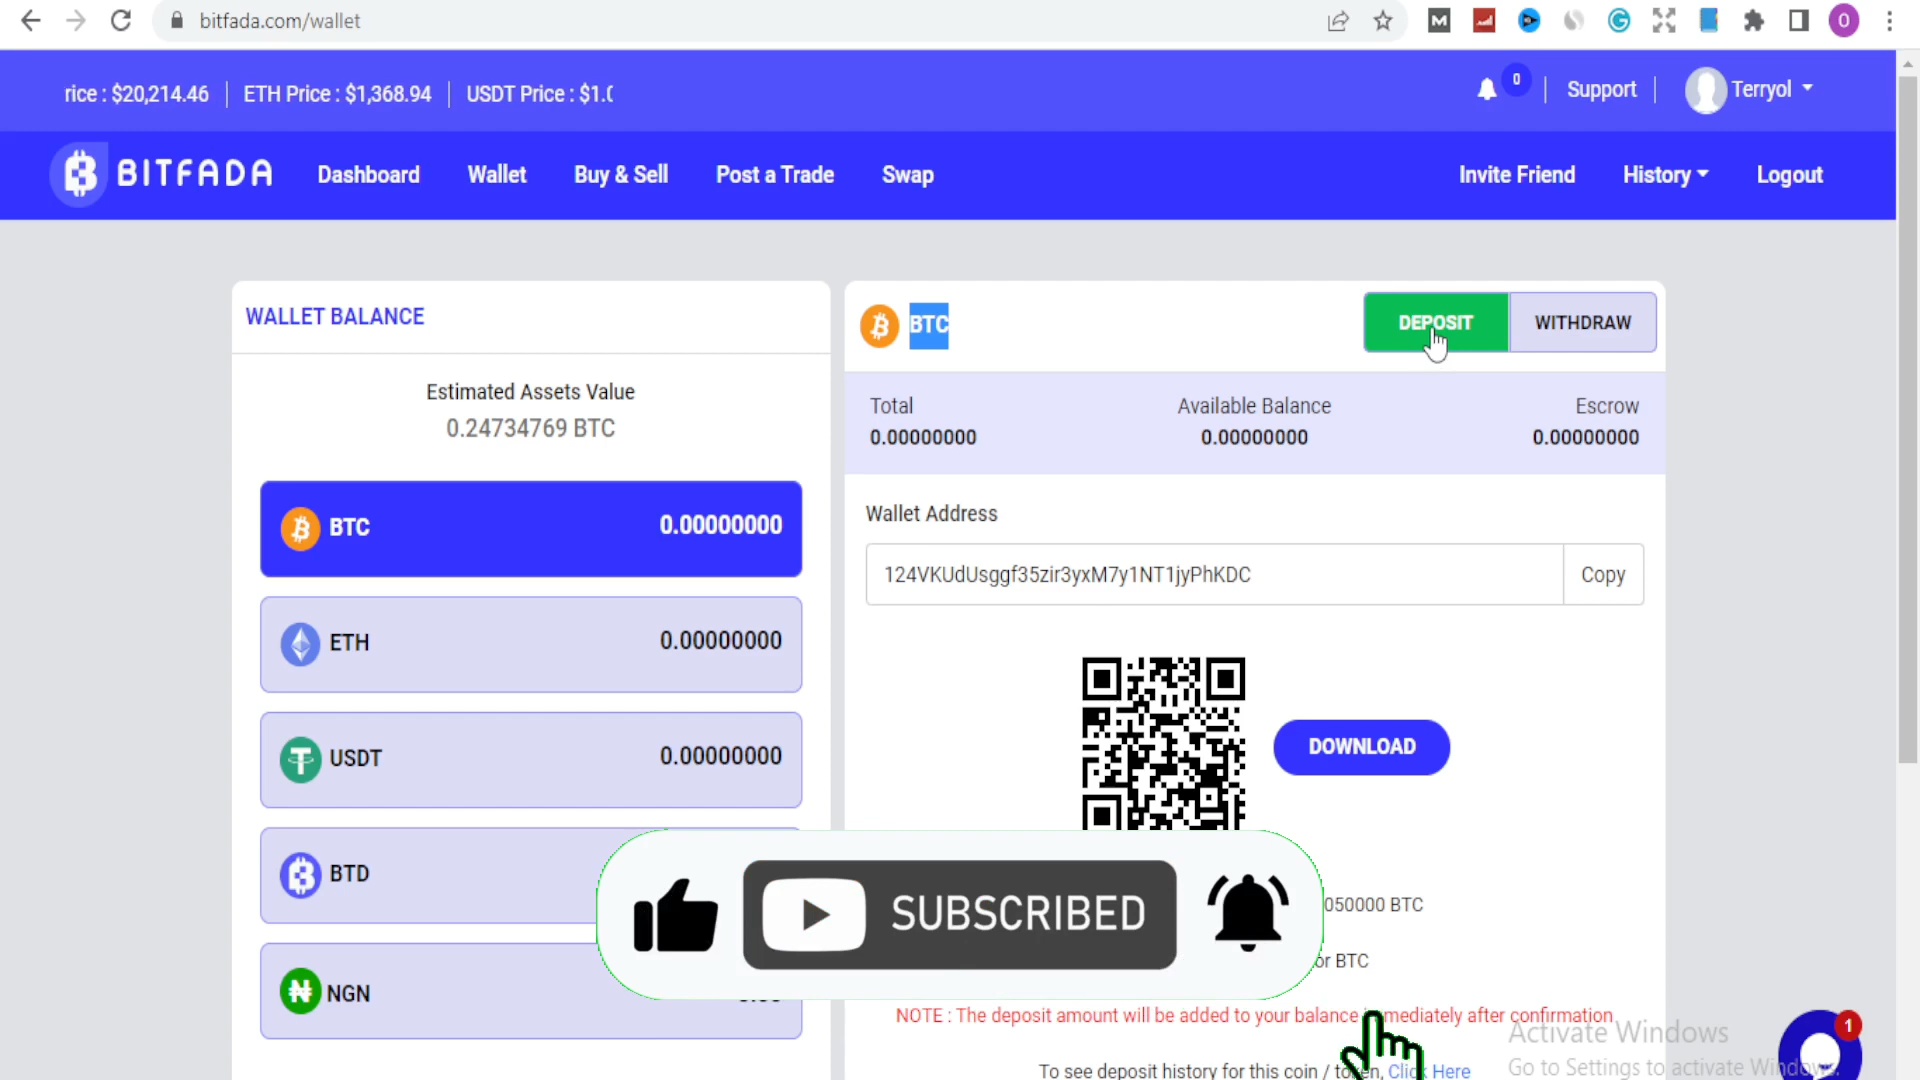 bitfada.com/wallet
rice : $20,214.46 ETH Price : $1,368.94 USDT Price : $1.0
0 Support Terryol
BITFADA Dashboard Wallet Buy & Sell Post a Trade Swap Invite Friend History Logout
WALLET BALANCE
Estimated Assets Value
0.24734769 BTC
BTC 0.00000000
ETH 0.00000000
USDT 0.00000000
BTD
NGN
BTC DEPOSIT WITHDRAW
Total Available Balance Escrow
0.00000000 0.00000000 0.00000000
Wallet Address
124VKUdUsggf35zir3yxM7y1NT1jyPhKDC Copy
DOWNLOAD
SUBSCRIBED
050000 BTC
or BTC
NOTE : The deposit amount will be added to your balance immediately after confirmation
To see deposit history for this coin / token, Click Here
Activate Windows
Go to Settings to activate Windows.
1